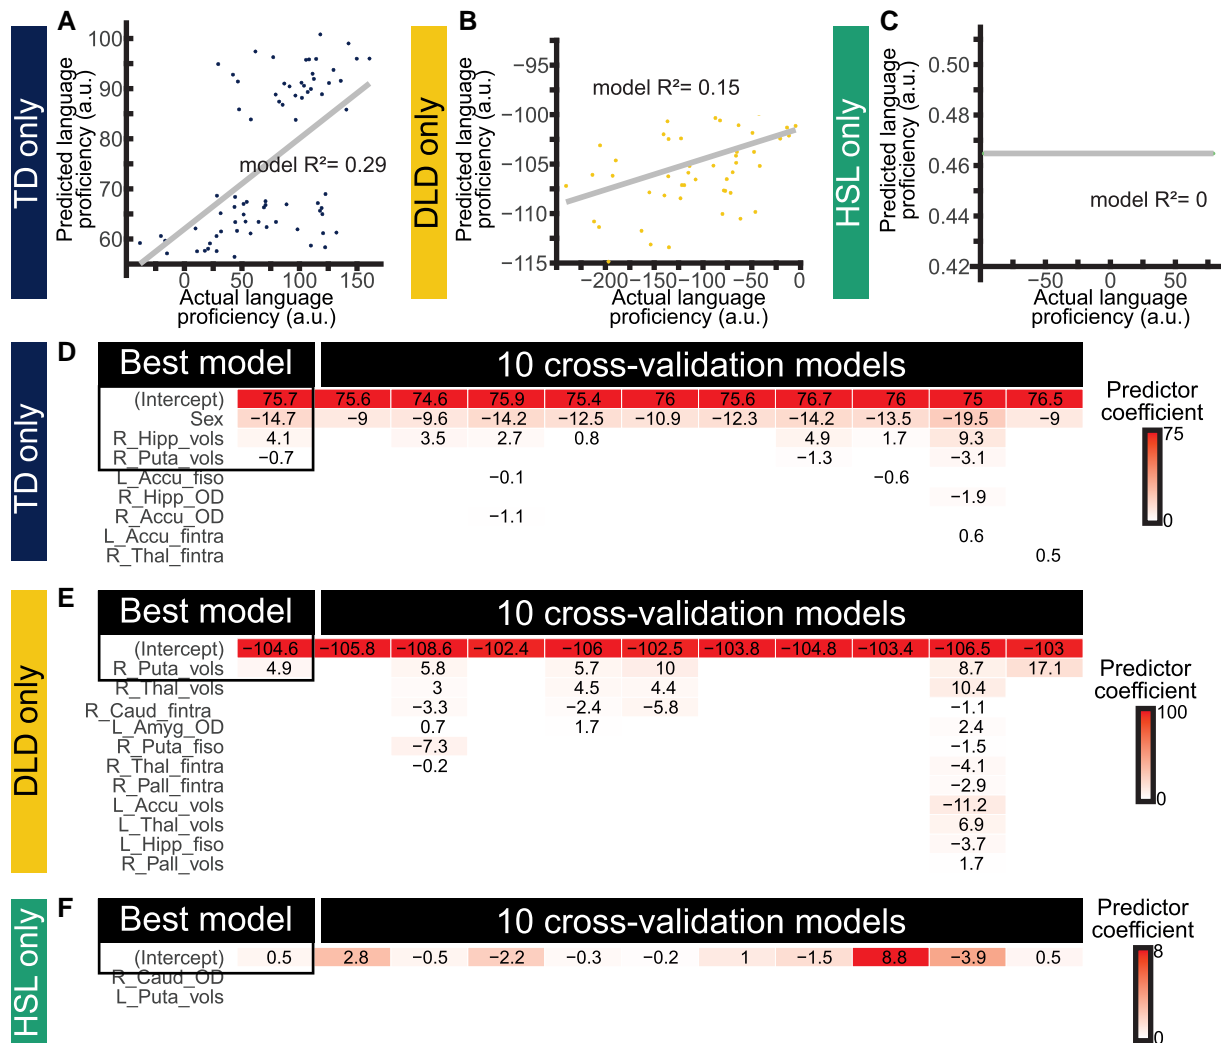 A
TD only
Predicted language
proficiency (a.u.)
100
90
80
70
60
model R²= 0.29
0 50 100 150
Actual language
proficiency (a.u.)
B
DLD only
Predicted language
proficiency (a.u.)
−95
−100
−105
−110
−115
model R²= 0.15
−200 −150 −100 −50 0
Actual language
proficiency (a.u.)
C
HSL only
Predicted language
proficiency (a.u.)
0.50
0.48
0.46
0.44
0.42
model R²= 0
−50 0 50
Actual language
proficiency (a.u.)
D
TD only
Best model 10 cross-validation models
(Intercept) 75.7 75.6 74.6 75.9 75.4 76 75.6 76.7 76 75 76.5
Sex −14.7 −9 −9.6 −14.2 −12.5 −10.9 −12.3 −14.2 −13.5 −19.5 −9
R_Hipp_vols 4.1 3.5 2.7 0.8 4.9 1.7 9.3
R_Puta_vols −0.7 −1.3 −3.1
L_Accu_fiso −0.1 −0.6
R_Hipp_OD −1.9
R_Accu_OD −1.1
L_Accu_fintra 0.6
R_Thal_fintra 0.5
Predictor
coefficient
75
0
E
DLD only
Best model 10 cross-validation models
(Intercept) −104.6 −105.8 −108.6 −102.4 −106 −102.5 −103.8 −104.8 −103.4 −106.5 −103
R_Puta_vols 4.9 5.8 5.7 10 8.7 17.1
R_Thal_vols 3 4.5 4.4 10.4
R_Caud_fintra −3.3 −2.4 −5.8 −1.1
L_Amyg_OD 0.7 1.7 2.4
R_Puta_fiso −7.3 −1.5
R_Thal_fintra −0.2 −4.1
R_Pall_fintra −2.9
L_Accu_vols −11.2
L_Thal_vols 6.9
L_Hipp_fiso −3.7
R_Pall_vols 1.7
Predictor
coefficient
100
0
F
HSL only
Best model 10 cross-validation models
(Intercept) 0.5 2.8 −0.5 −2.2 −0.3 −0.2 1 −1.5 8.8 −3.9 0.5
R_Caud_OD
L_Puta_vols
Predictor
coefficient
8
0